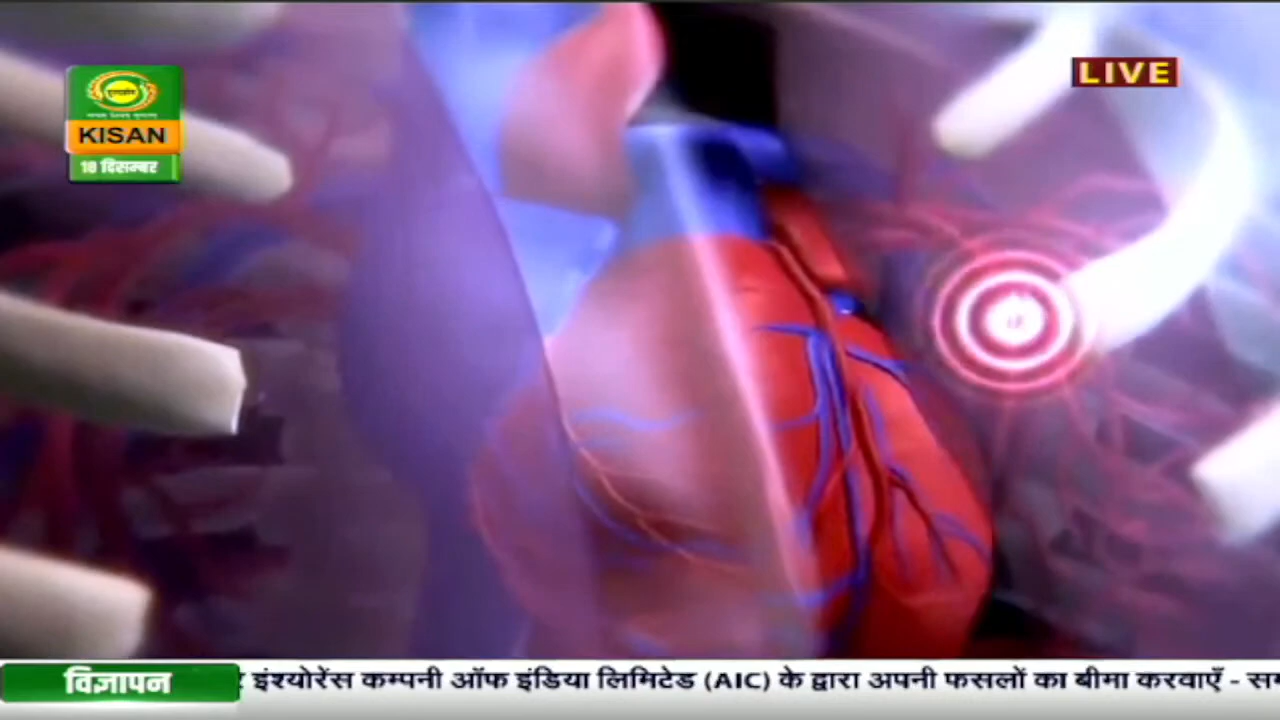 LIVE
KISAN
18 दिसम्बर
विज्ञापन
इंश्योरेंस कम्पनी ऑफ इंडिया लिमिटेड (AIC) के द्वारा अपनी फसलों का बीमा करवाएँ -